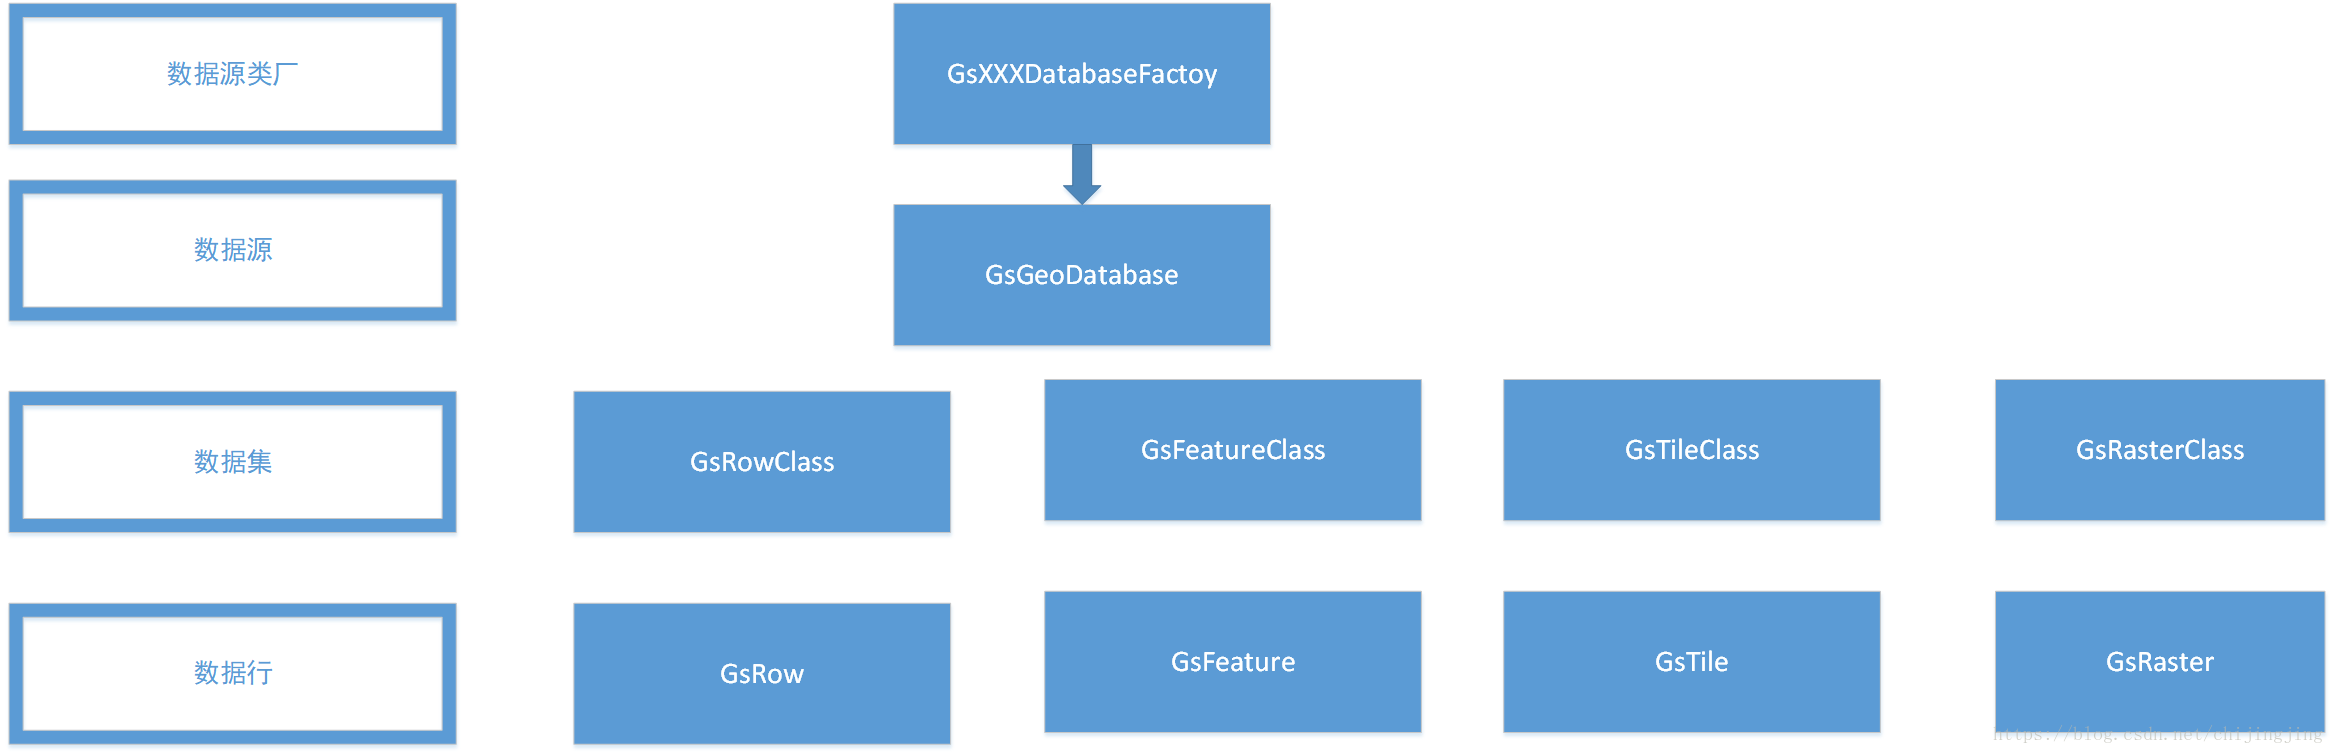 数据源类厂
GsXXXDatabaseFactoy
数据源
GsGeoDatabase
数据集
GsRowClass
GsFeatureClass
GsTileClass
GsRasterClass
数据行
GsRow
GsFeature
GsTile
GsRaster
https://blog.csdn.net/chijingjing